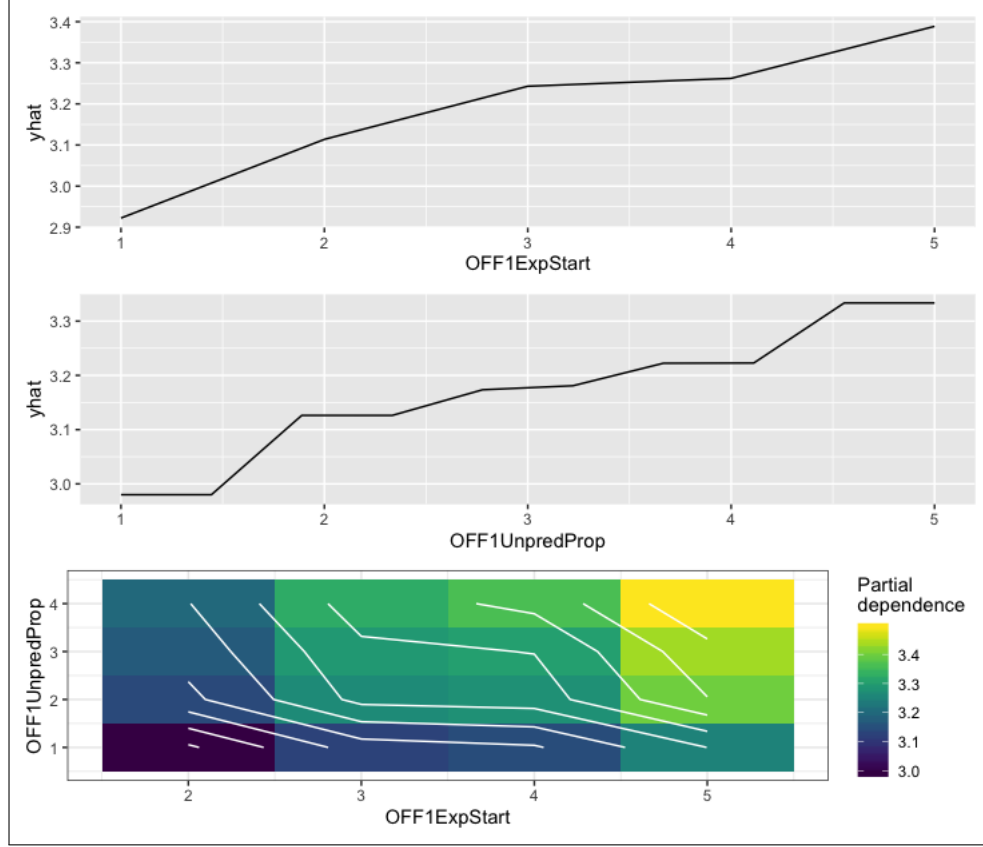 3.4
3.3
3.2
3.1
3.0
2.9
yhat
1 2 3 4 5
OFF1ExpStart
3.3
3.2
3.1
3.0
yhat
1 2 3 4 5
OFF1UnpredProp
4
3
2
1
OFF1UnpredProp
2 3 4 5
OFF1ExpStart
Partial
dependence
3.4
3.3
3.2
3.1
3.0